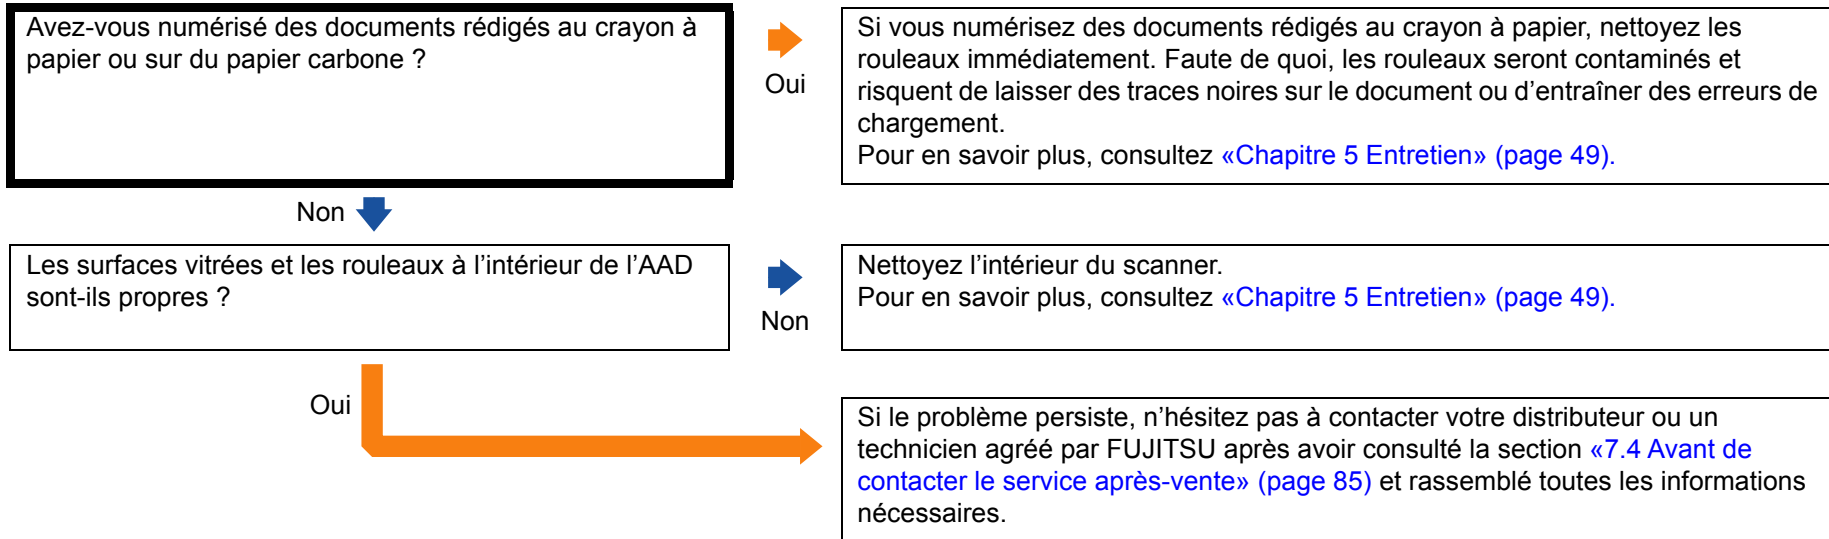 Avez-vous numérisé des documents rédigés au crayon à
papier ou sur du papier carbone ?
Oui
Si vous numérisez des documents rédigés au crayon à papier, nettoyez les
rouleaux immédiatement. Faute de quoi, les rouleaux seront contaminés et
risquent de laisser des traces noires sur le document ou d’entraîner des erreurs de
chargement.
Pour en savoir plus, consultez «Chapitre 5 Entretien» (page 49).
Non
Les surfaces vitrées et les rouleaux à l’intérieur de l’AAD
sont-ils propres ?
Non
Nettoyez l’intérieur du scanner.
Pour en savoir plus, consultez «Chapitre 5 Entretien» (page 49).
Oui
Si le problème persiste, n’hésitez pas à contacter votre distributeur ou un
technicien agréé par FUJITSU après avoir consulté la section «7.4 Avant de
contacter le service après-vente» (page 85) et rassemblé toutes les informations
nécessaires.